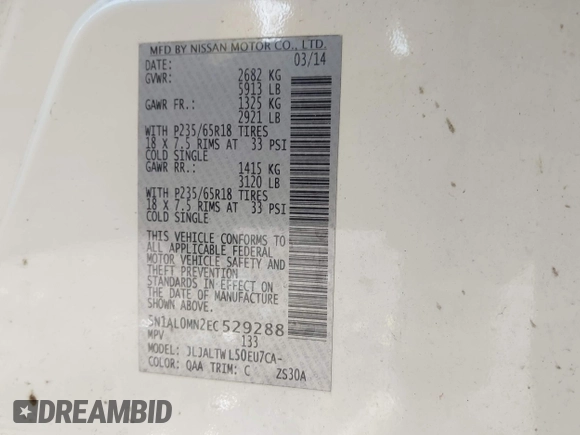 MFD BY NISSAN MOTOR CO., LTD.
DATE: 03/14
GVWR: 2682 KG
5913 LB
GAWR FR.: 1325 KG
2921 LB
WITH P235/65R18 TIRES
18 X 7.5 RIMS AT 33 PSI
COLD SINGLE
GAWR RR.: 1415 KG
3120 LB
WITH P235/65R18 TIRES
18 X 7.5 RIMS AT 33 PSI
COLD SINGLE
THIS VEHICLE CONFORMS TO
ALL APPLICABLE FEDERAL
MOTOR VEHICLE SAFETY AND
THEFT PREVENTION
STANDARDS IN EFFECT ON
THE DATE OF MANUFACTURE
SHOWN ABOVE.
5N1AL0MN2EC529288
MPV 133
MODEL: JLJALTWL50EU7CA-
COLOR: QAA TRIM: C ZS30A
DREAMBID